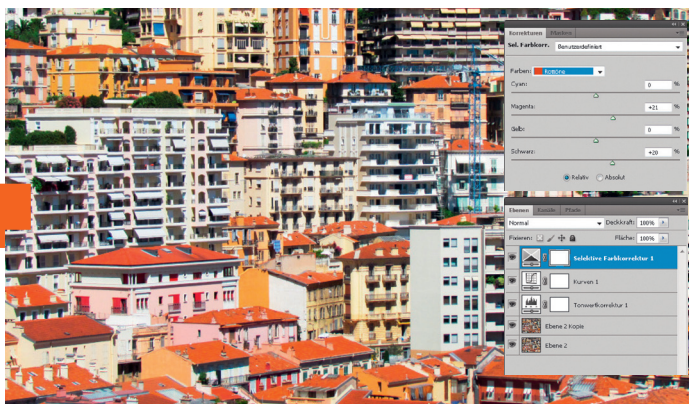 Korrekturen Masken
Sel. Farbkorr. Benutzerdefiniert
Farben: Rottöne
Cyan: 0 %
Magenta: +21 %
Gelb: 0 %
Schwarz: +20 %
Relativ Absolut
Ebenen Kanäle Pfade
Normal Deckkraft: 100%
Fixieren: Fläche: 100%
Selektive Farbkorrektur 1
Kurven 1
Tonwertkorrektur 1
Ebene 2 Kopie
Ebene 2